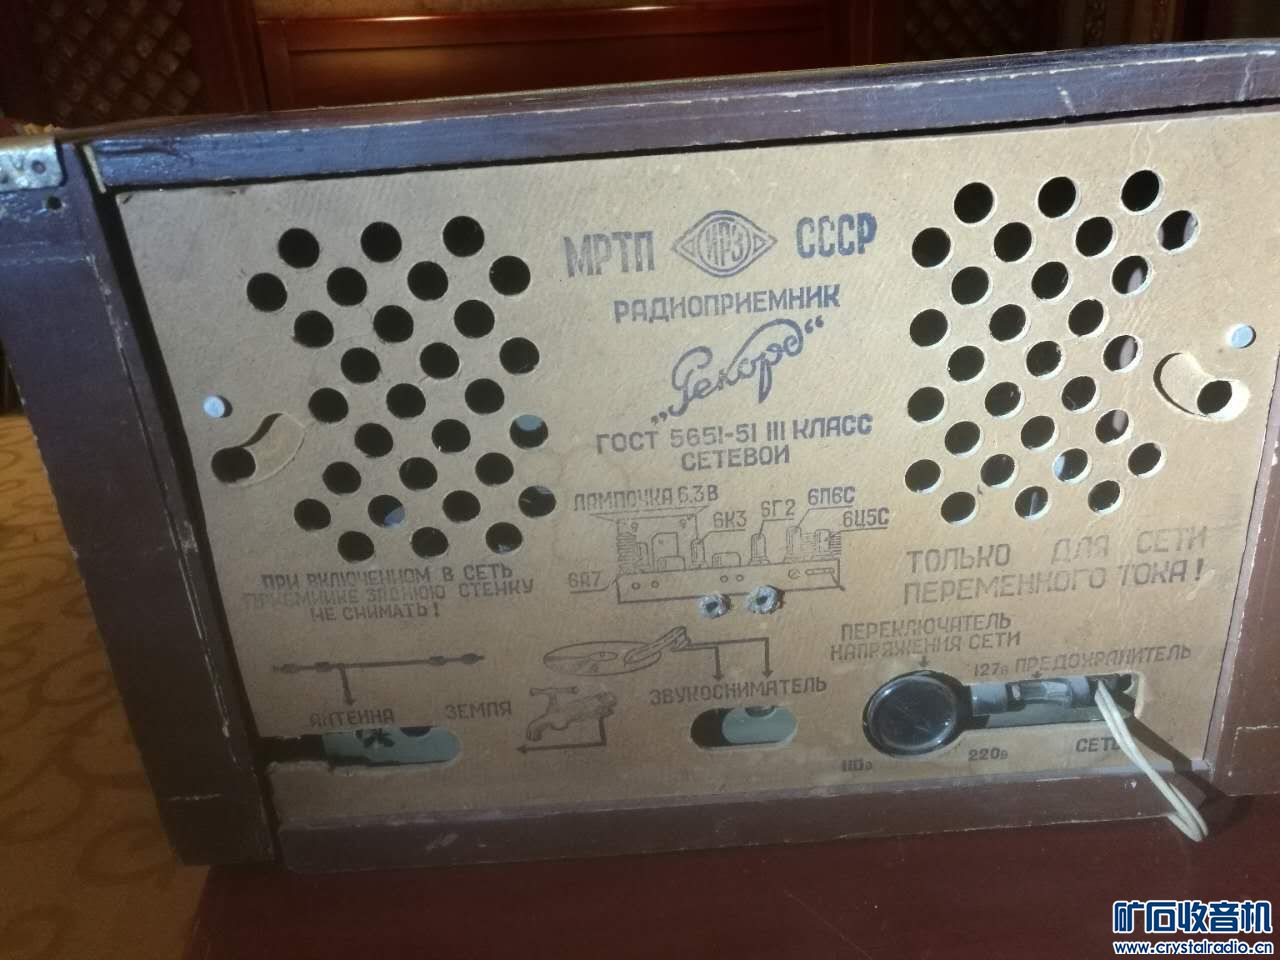 МРТП ИРЗ СССР
РАДИОПРИЕМНИК
„Рекорд“
ГОСТ 5651-51 III КЛАСС
СЕТЕВОЙ
ЛАМПОЧКА 6.3В
6К3 6Г2 6П6С 6Ц5С
6А7
ПРИ ВКЛЮЧЕННОМ В СЕТЬ
ПРИЕМНИКЕ ЗАДНЮЮ СТЕНКУ
НЕ СНИМАТЬ!
ТОЛЬКО ДЛЯ СЕТИ
ПЕРЕМЕННОГО ТОКА!
ПЕРЕКЛЮЧАТЕЛЬ
НАПРЯЖЕНИЯ СЕТИ
127в ПРЕДОХРАНИТЕЛЬ
АНТЕННА ЗЕМЛЯ
ЗВУКОСНИМАТЕЛЬ
110в 220в СЕТЬ
矿石收音机
www.crystalradio.cn